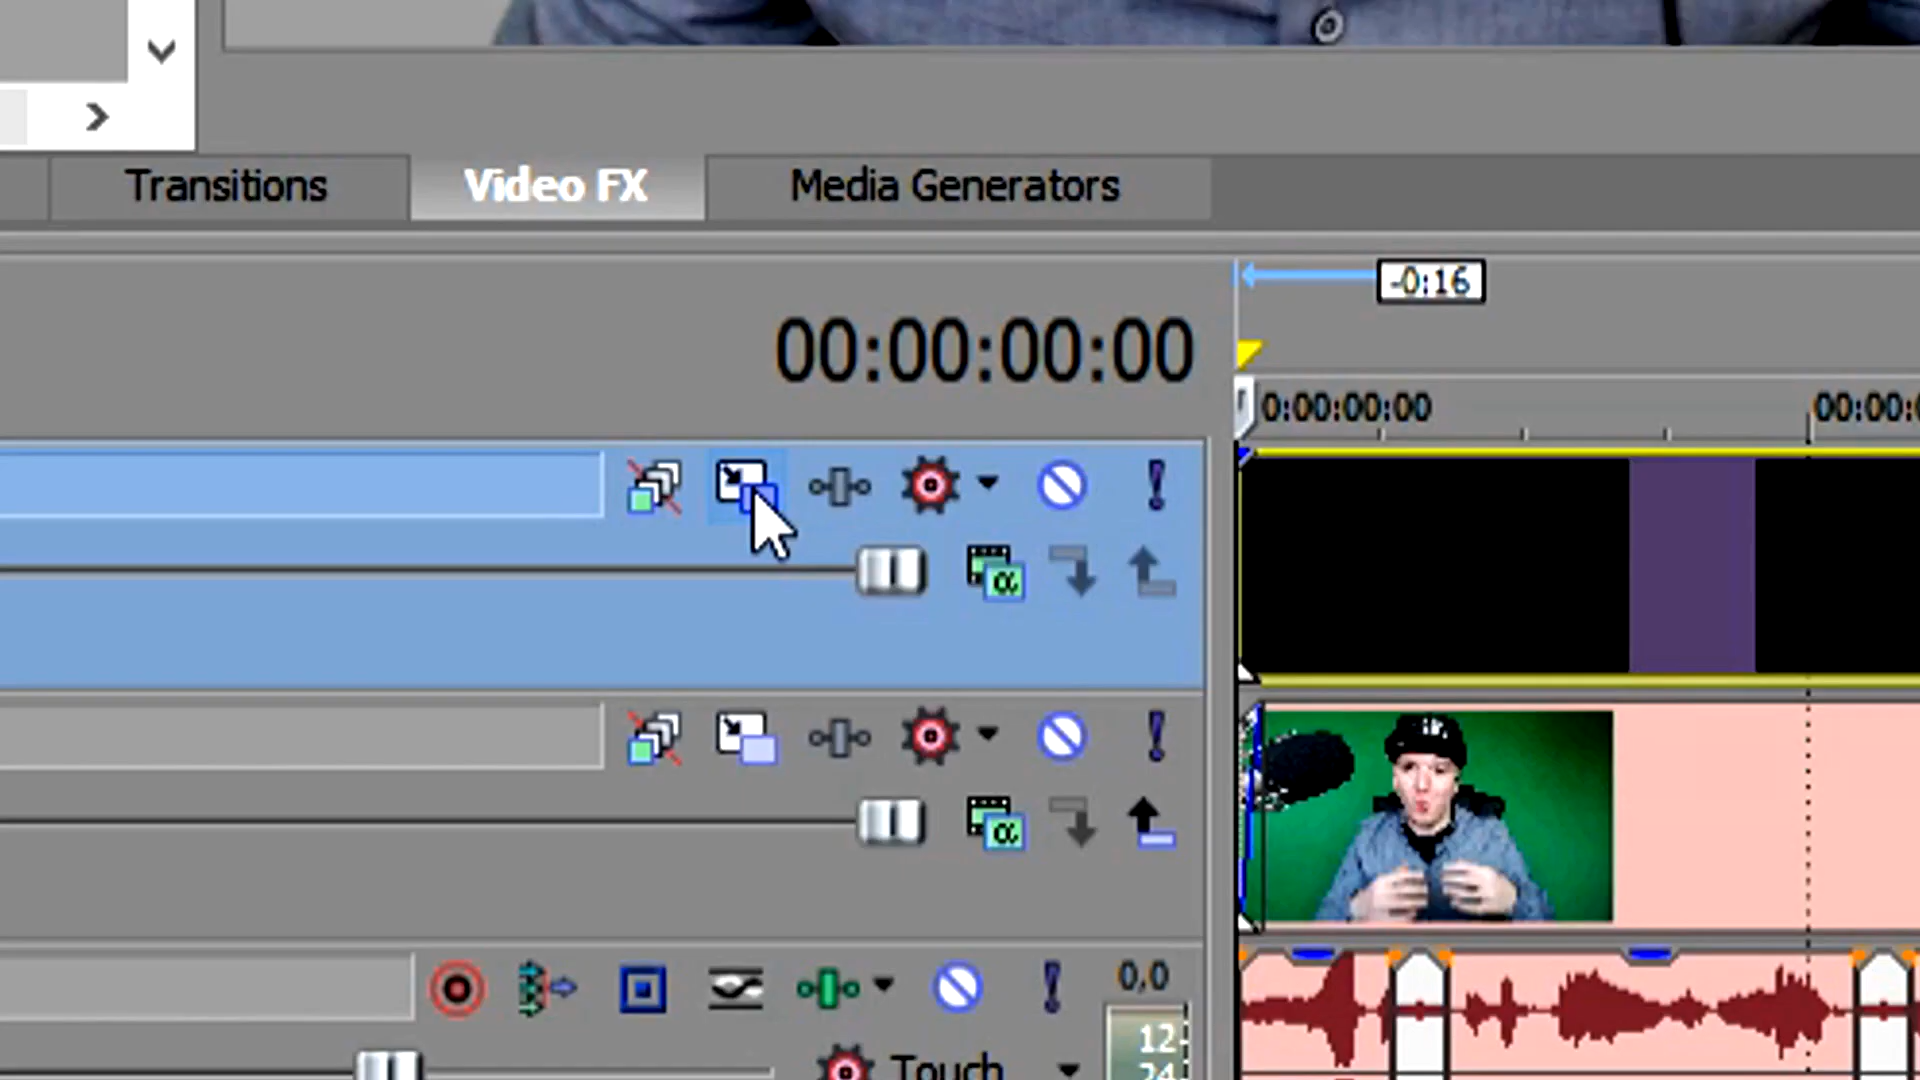 Transitions
Video FX
Media Generators
-0:16
00:00:00:00
0:00:00:00
00:00:
α
α
0,0
12-
24-
Touch